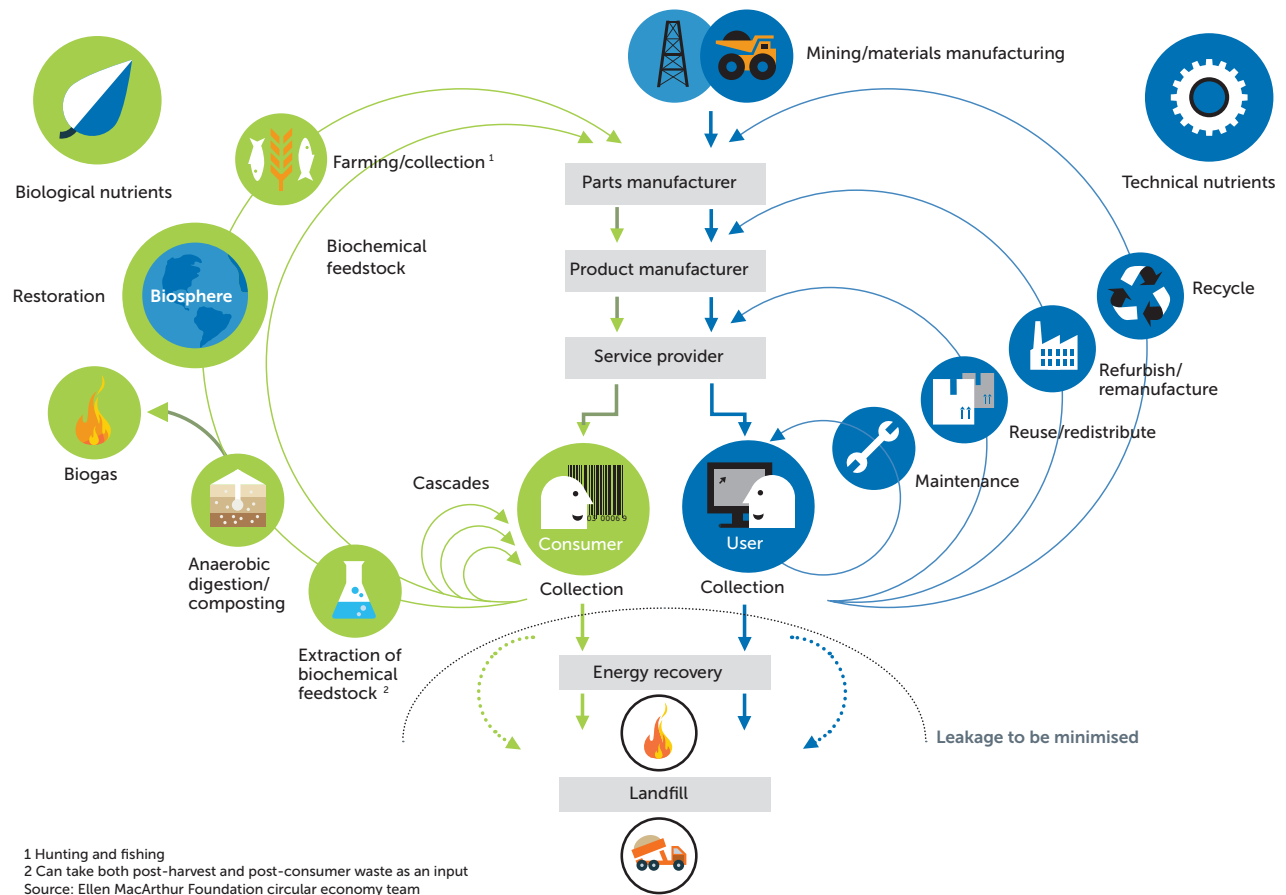 Mining/materials manufacturing
Biological nutrients
Technical nutrients
Farming/collection 1
Parts manufacturer
Biochemical
feedstock
Product manufacturer
Restoration
Biosphere
Recycle
Service provider
Refurbish/
remanufacture
Reuse/redistribute
Biogas
Cascades
Maintenance
03 0006 9
Consumer
User
Anaerobic
digestion/
composting
Collection
Collection
Extraction of
biochemical
feedstock 2
Energy recovery
Leakage to be minimised
Landfill
1 Hunting and fishing
2 Can take both post-harvest and post-consumer waste as an input
Source: Ellen MacArthur Foundation circular economy team